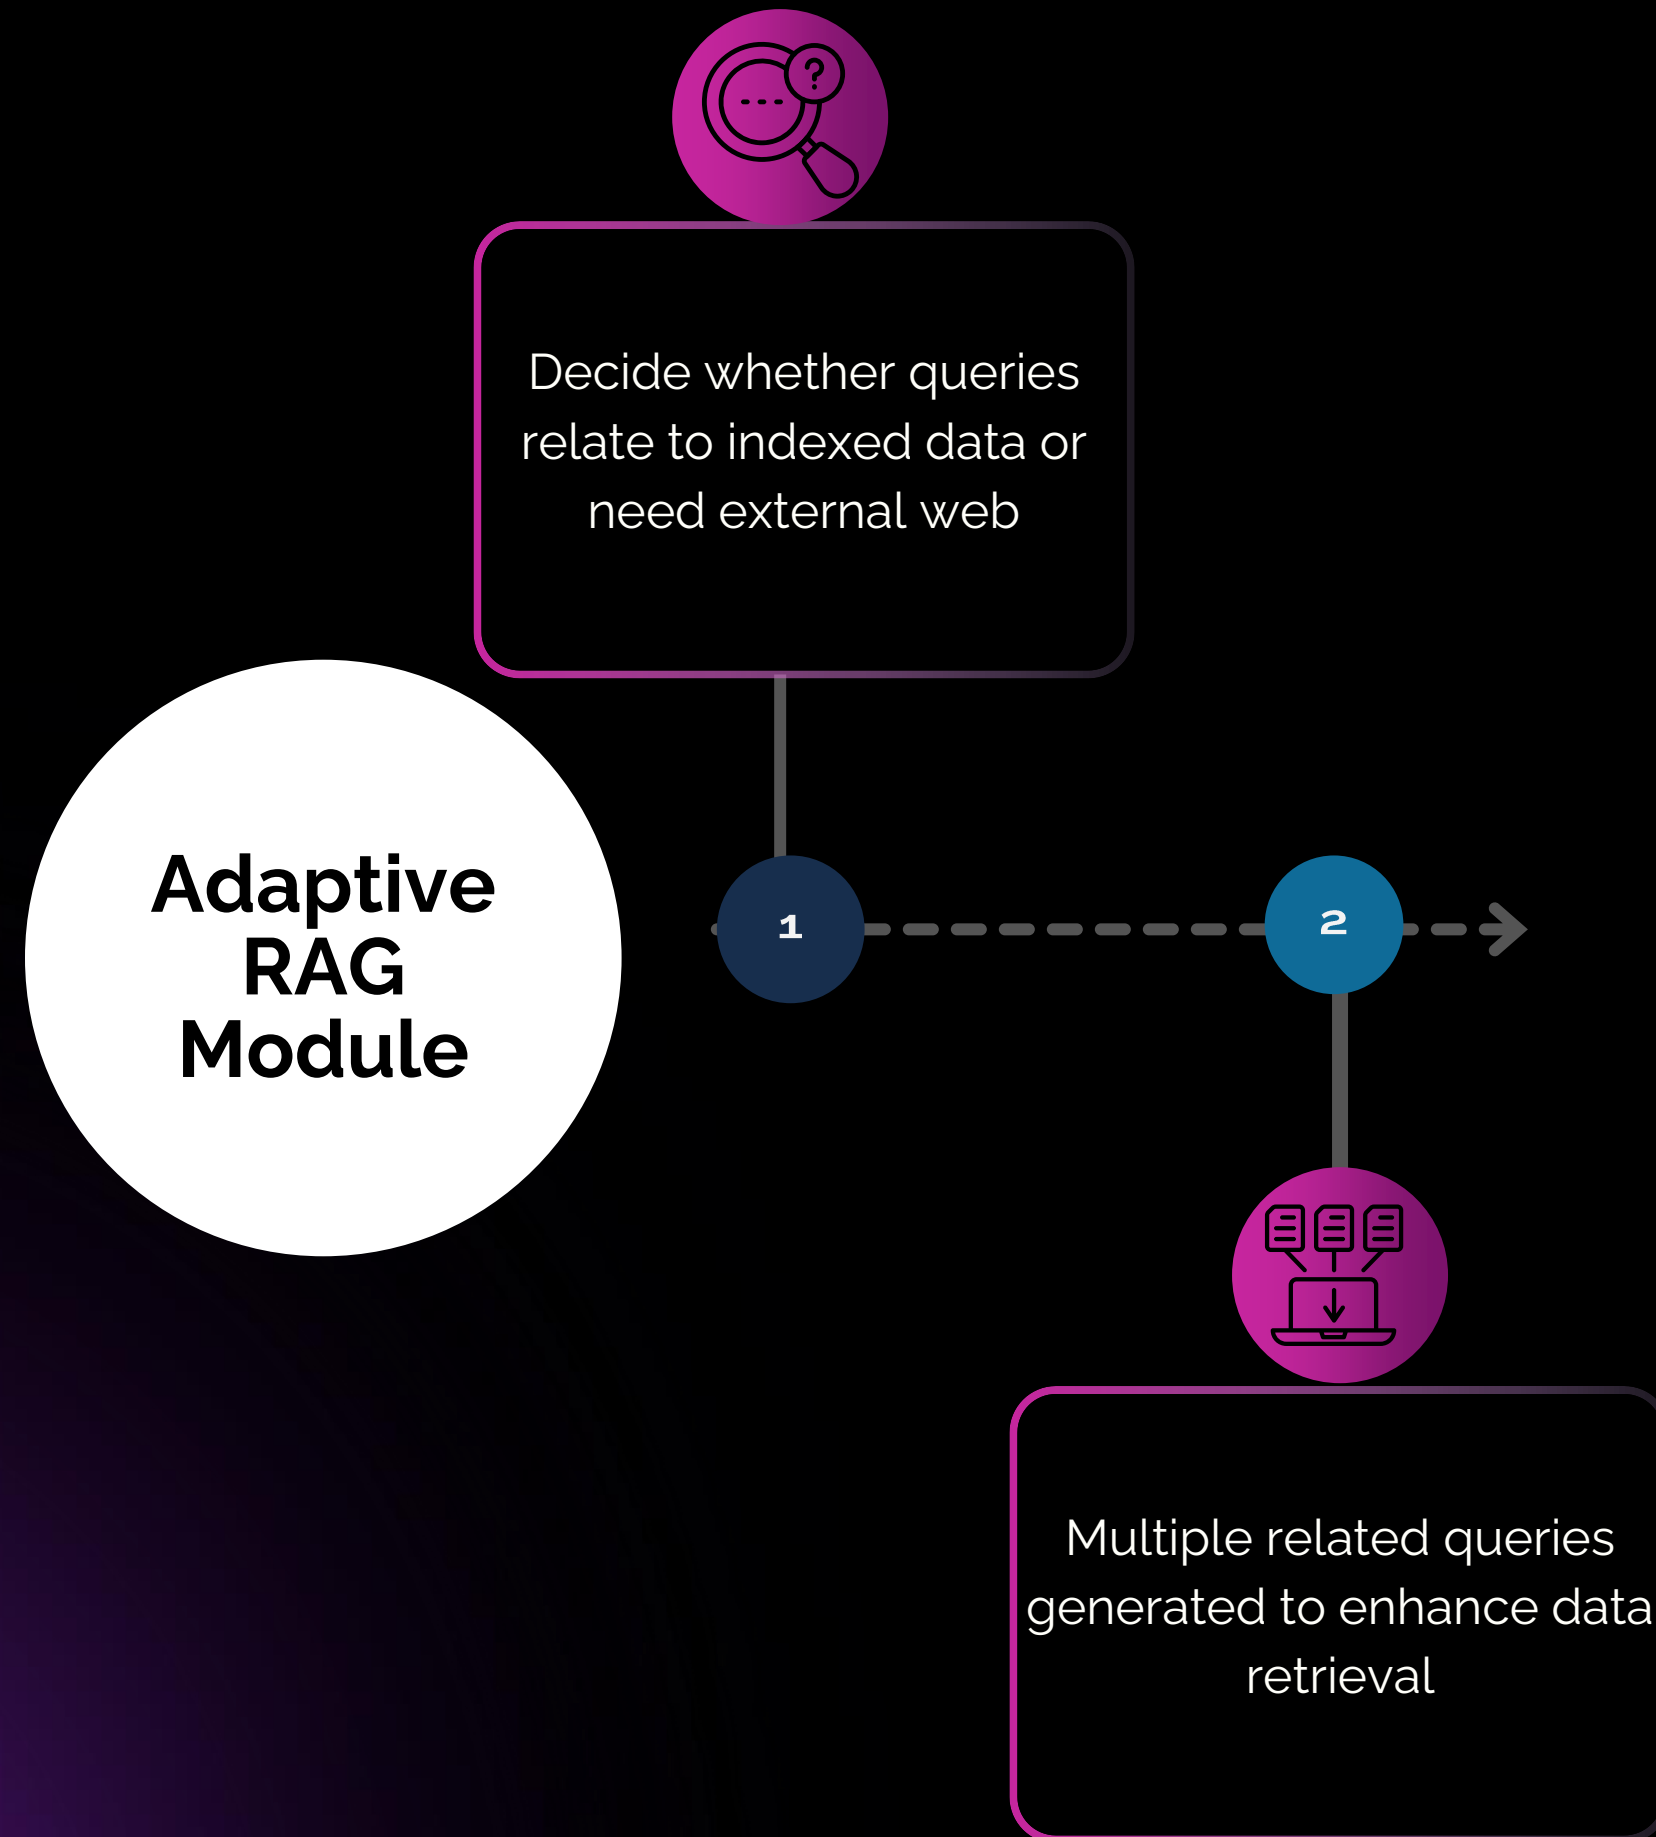 ?
Decide whether queries
relate to indexed data or
need external web
Adaptive
RAG
Module
1
2
Multiple related queries
generated to enhance data
retrieval